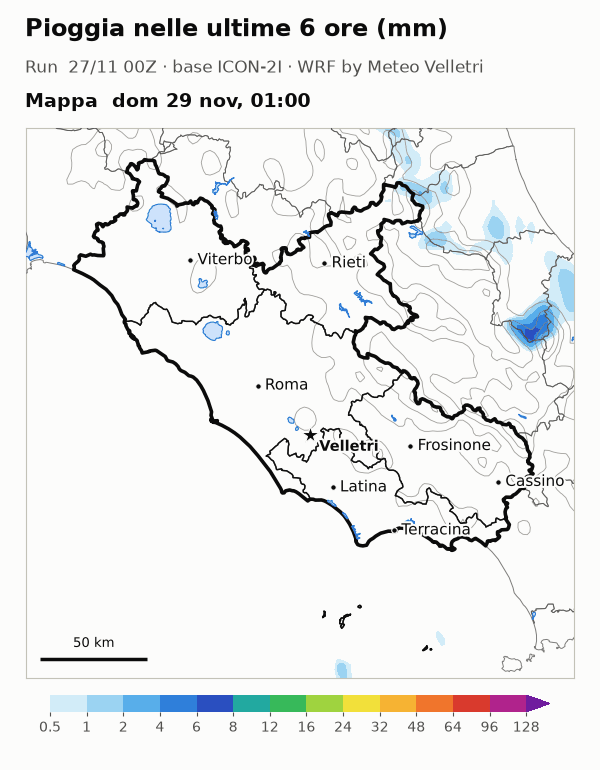 Pioggia nelle ultime 6 ore (mm)
Run 27/11 00Z · base ICON-2I · WRF by Meteo Velletri
Mappa dom 29 nov, 01:00
Viterbo
Rieti
Roma
Velletri
Frosinone
Latina
Cassino
Terracina
50 km
0.5 1 2 4 6 8 12 16 24 32 48 64 96 128